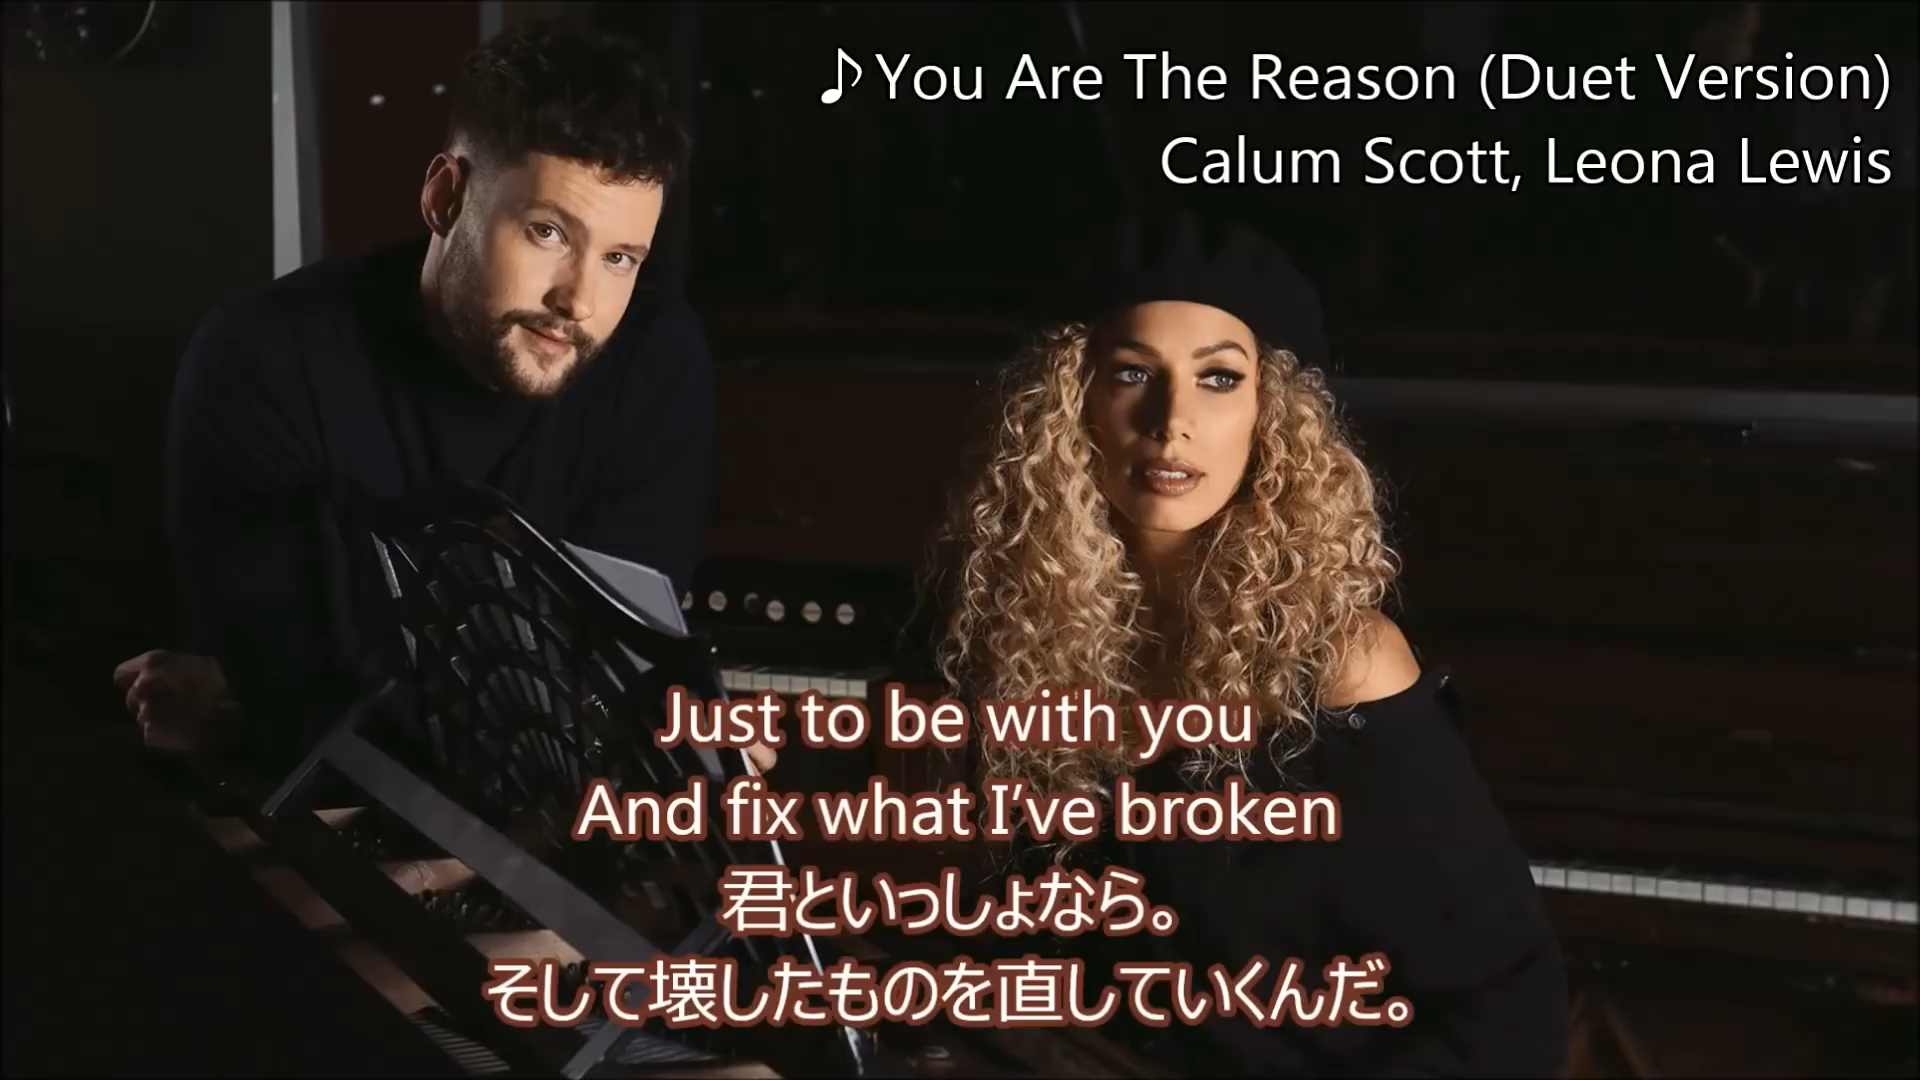 ♪You Are The Reason (Duet Version)
Calum Scott, Leona Lewis
Just to be with you
And fix what I've broken
君といっしょなら。
そして壊したものを直していくんだ。